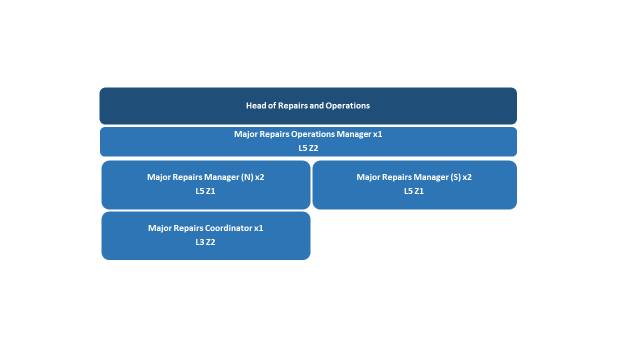 Head of Repairs and Operations
Major Repairs Operations Manager x1
L5 Z2
Major Repairs Manager (N) x2
L5 Z1
Major Repairs Manager (S) x2
L5 Z1
Major Repairs Coordinator x1
L3 Z2